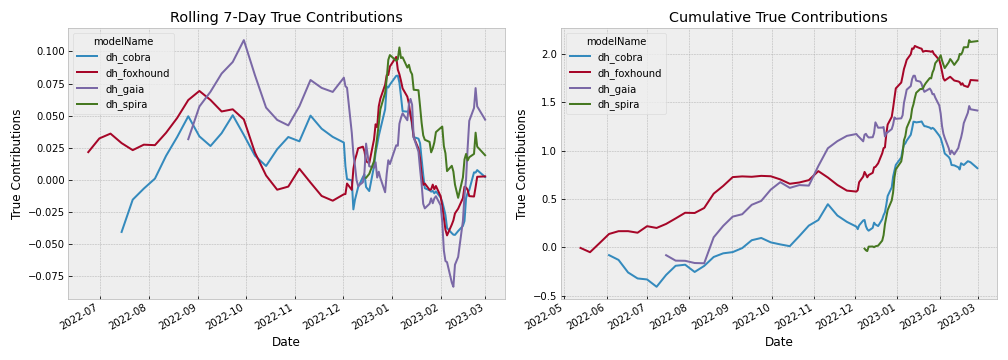 Rolling 7-Day True Contributions
True Contributions
0.100
0.075
0.050
0.025
0.000
−0.025
−0.050
−0.075
modelName
dh_cobra
dh_foxhound
dh_gaia
dh_spira
2022-07
2022-08
2022-09
2022-10
2022-11
2022-12
2023-01
2023-02
2023-03
Date
Cumulative True Contributions
True Contributions
2.0
1.5
1.0
0.5
0.0
−0.5
modelName
dh_cobra
dh_foxhound
dh_gaia
dh_spira
2022-05
2022-06
2022-07
2022-08
2022-09
2022-10
2022-11
2022-12
2023-01
2023-02
2023-03
Date